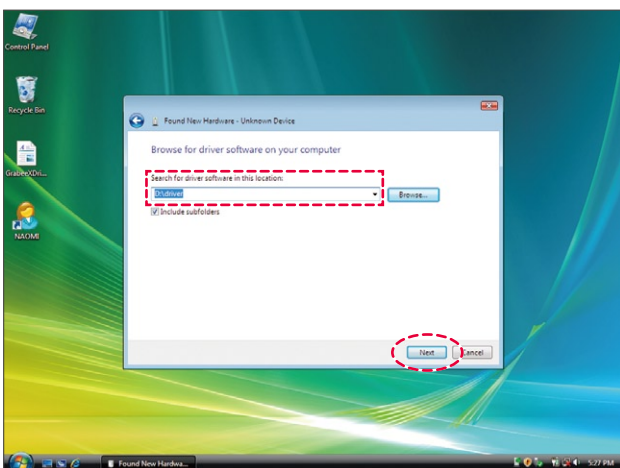 Control Panel
Recycle Bin
GrabeeXDri...
NAOMI
Found New Hardware - Unknown Device
Browse for driver software on your computer
Search for driver software in this location:
D:\driver
Browse...
Include subfolders
Next
Cancel
Found New Hardwa...
5:27 PM